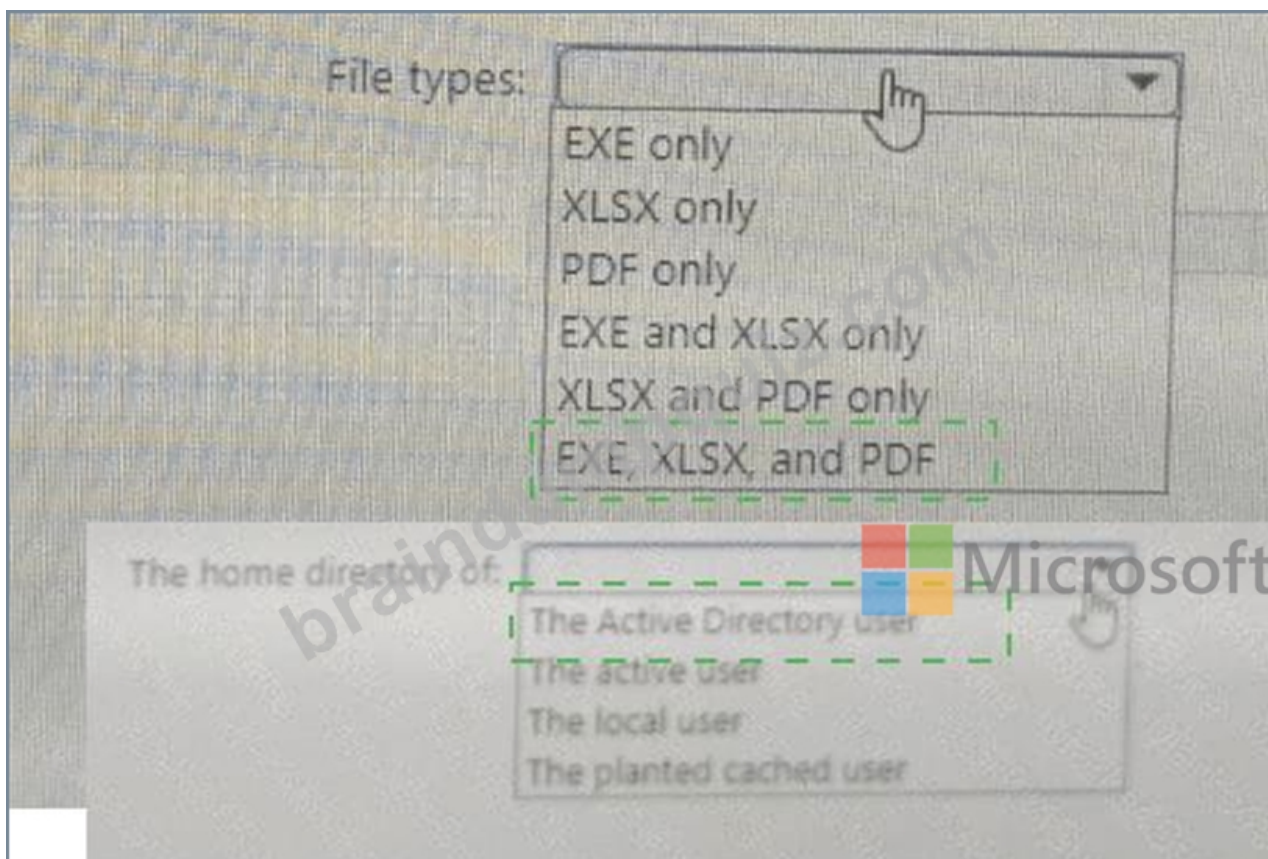 File types:
EXE only
XLSX only
PDF only
EXE and XLSX only
XLSX and PDF only
EXE, XLSX, and PDF
The home directory of:
Microsoft
The Active Directory user
The active user
The local user
The planted cached user